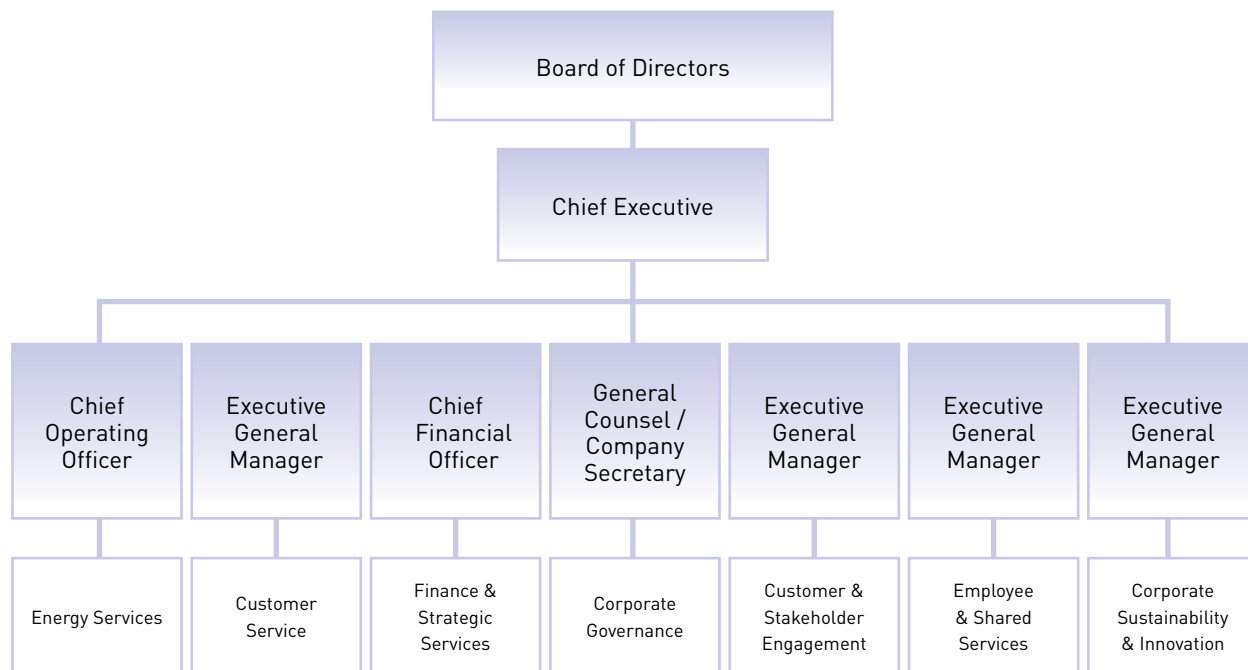 Board of Directors
Chief Executive
Chief
Operating
Officer
Executive
General
Manager
Chief
Financial
Officer
General
Counsel /
Company
Secretary
Executive
General
Manager
Executive
General
Manager
Executive
General
Manager
Energy Services
Customer
Service
Finance &
Strategic
Services
Corporate
Governance
Customer &
Stakeholder
Engagement
Employee
& Shared
Services
Corporate
Sustainability
& Innovation